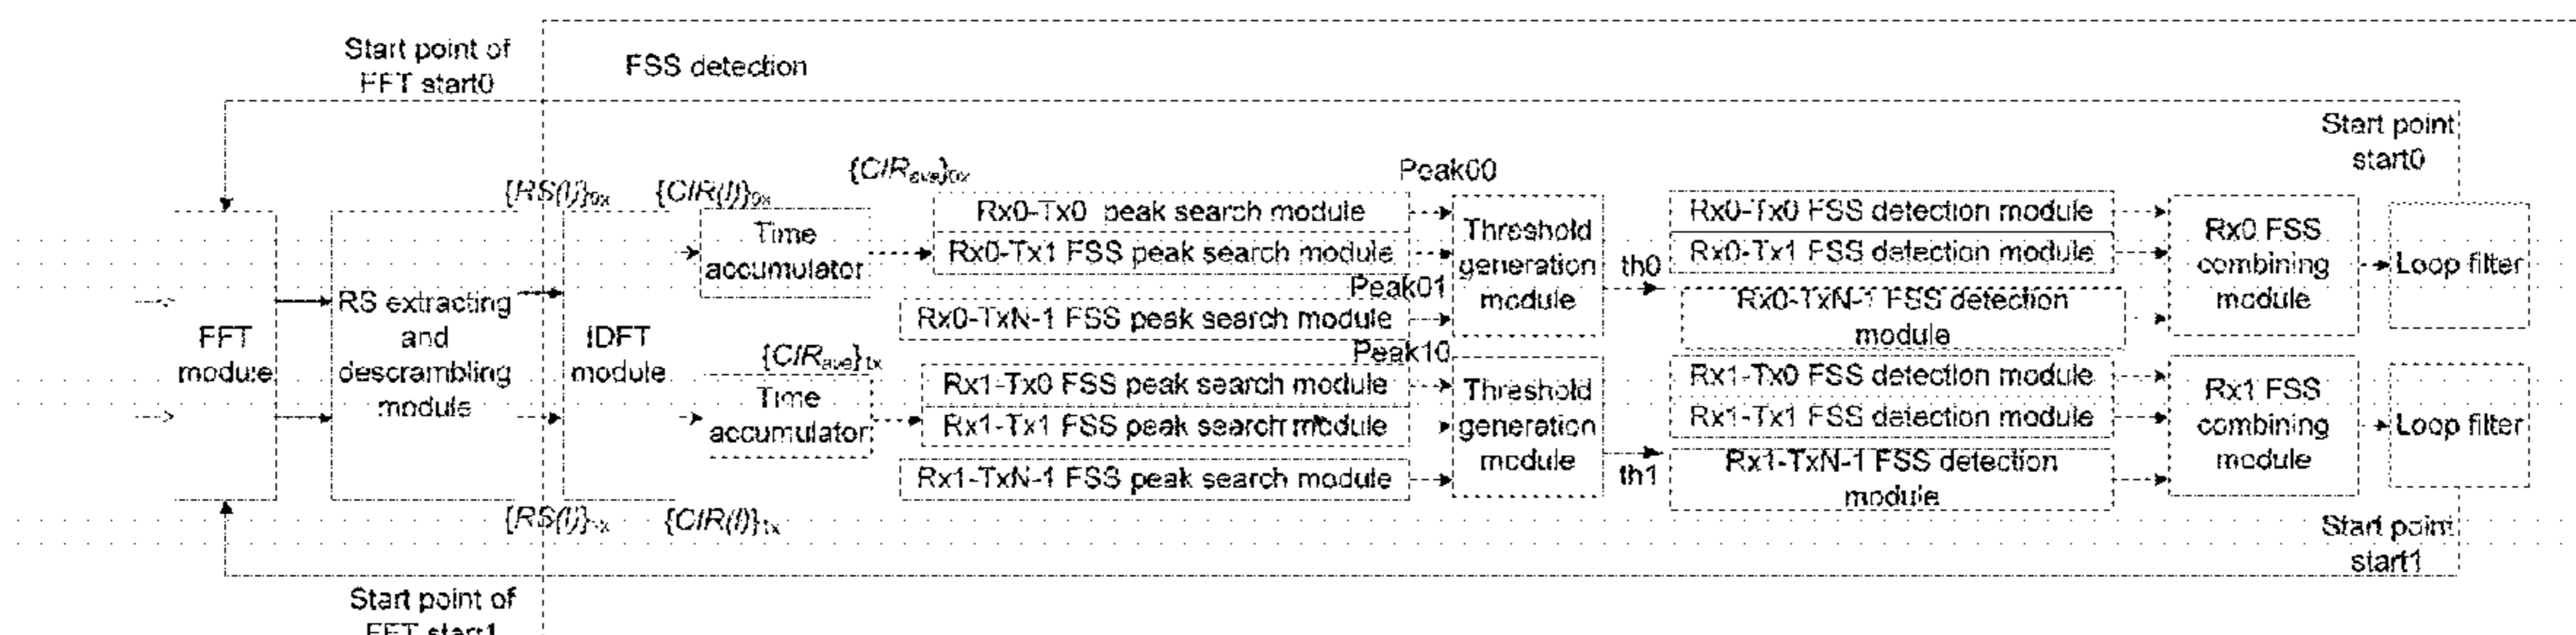 Start point of
FFT start0
FSS detection
Start point
start0
{RS(l)}0x
{CIR(l)}0x
{CIRave}0x
Peak00
FFT
module
RS extracting
and
descrambling
module
IDFT
module
Time
accumulator
Rx0-Tx0 peak search module
Rx0-Tx1 FSS peak search module
Peak01
Rx0-TxN-1 FSS peak search module
Threshold
generation
module
th0
Rx0-Tx0 FSS detection module
Rx0-Tx1 FSS detection module
Rx0-TxN-1 FSS detection
module
Rx0 FSS
combining
module
Loop filter
{CIRave}1x
Time
accumulator
Peak10
Rx1-Tx0 FSS peak search module
Rx1-Tx1 FSS peak search module
Rx1-TxN-1 FSS peak search module
Threshold
generation
module
th1
Rx1-Tx0 FSS detection module
Rx1-Tx1 FSS detection module
Rx1-TxN-1 FSS detection
module
Rx1 FSS
combining
module
Loop filter
{RS(l)}1x
{CIR(l)}1x
Start point
start1
Start point of
FFT start1